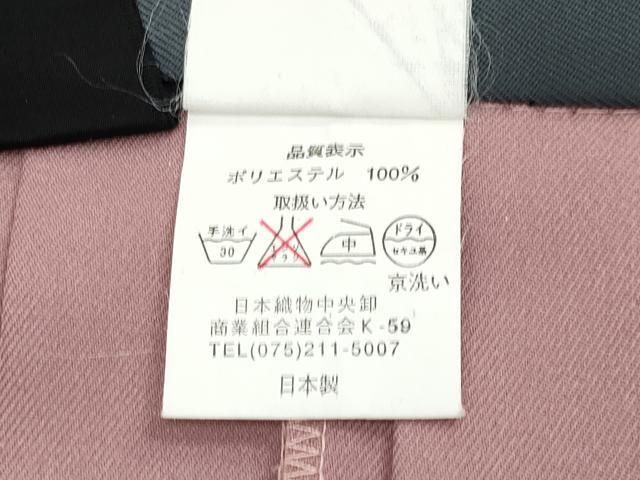 品質表示
ポリエステル 100%
取扱い方法
手洗イ 30
中
ドライ セキユ系
京洗い
日本織物中央卸
商業組合連合会K-59
TEL(075)211-5007
日本製